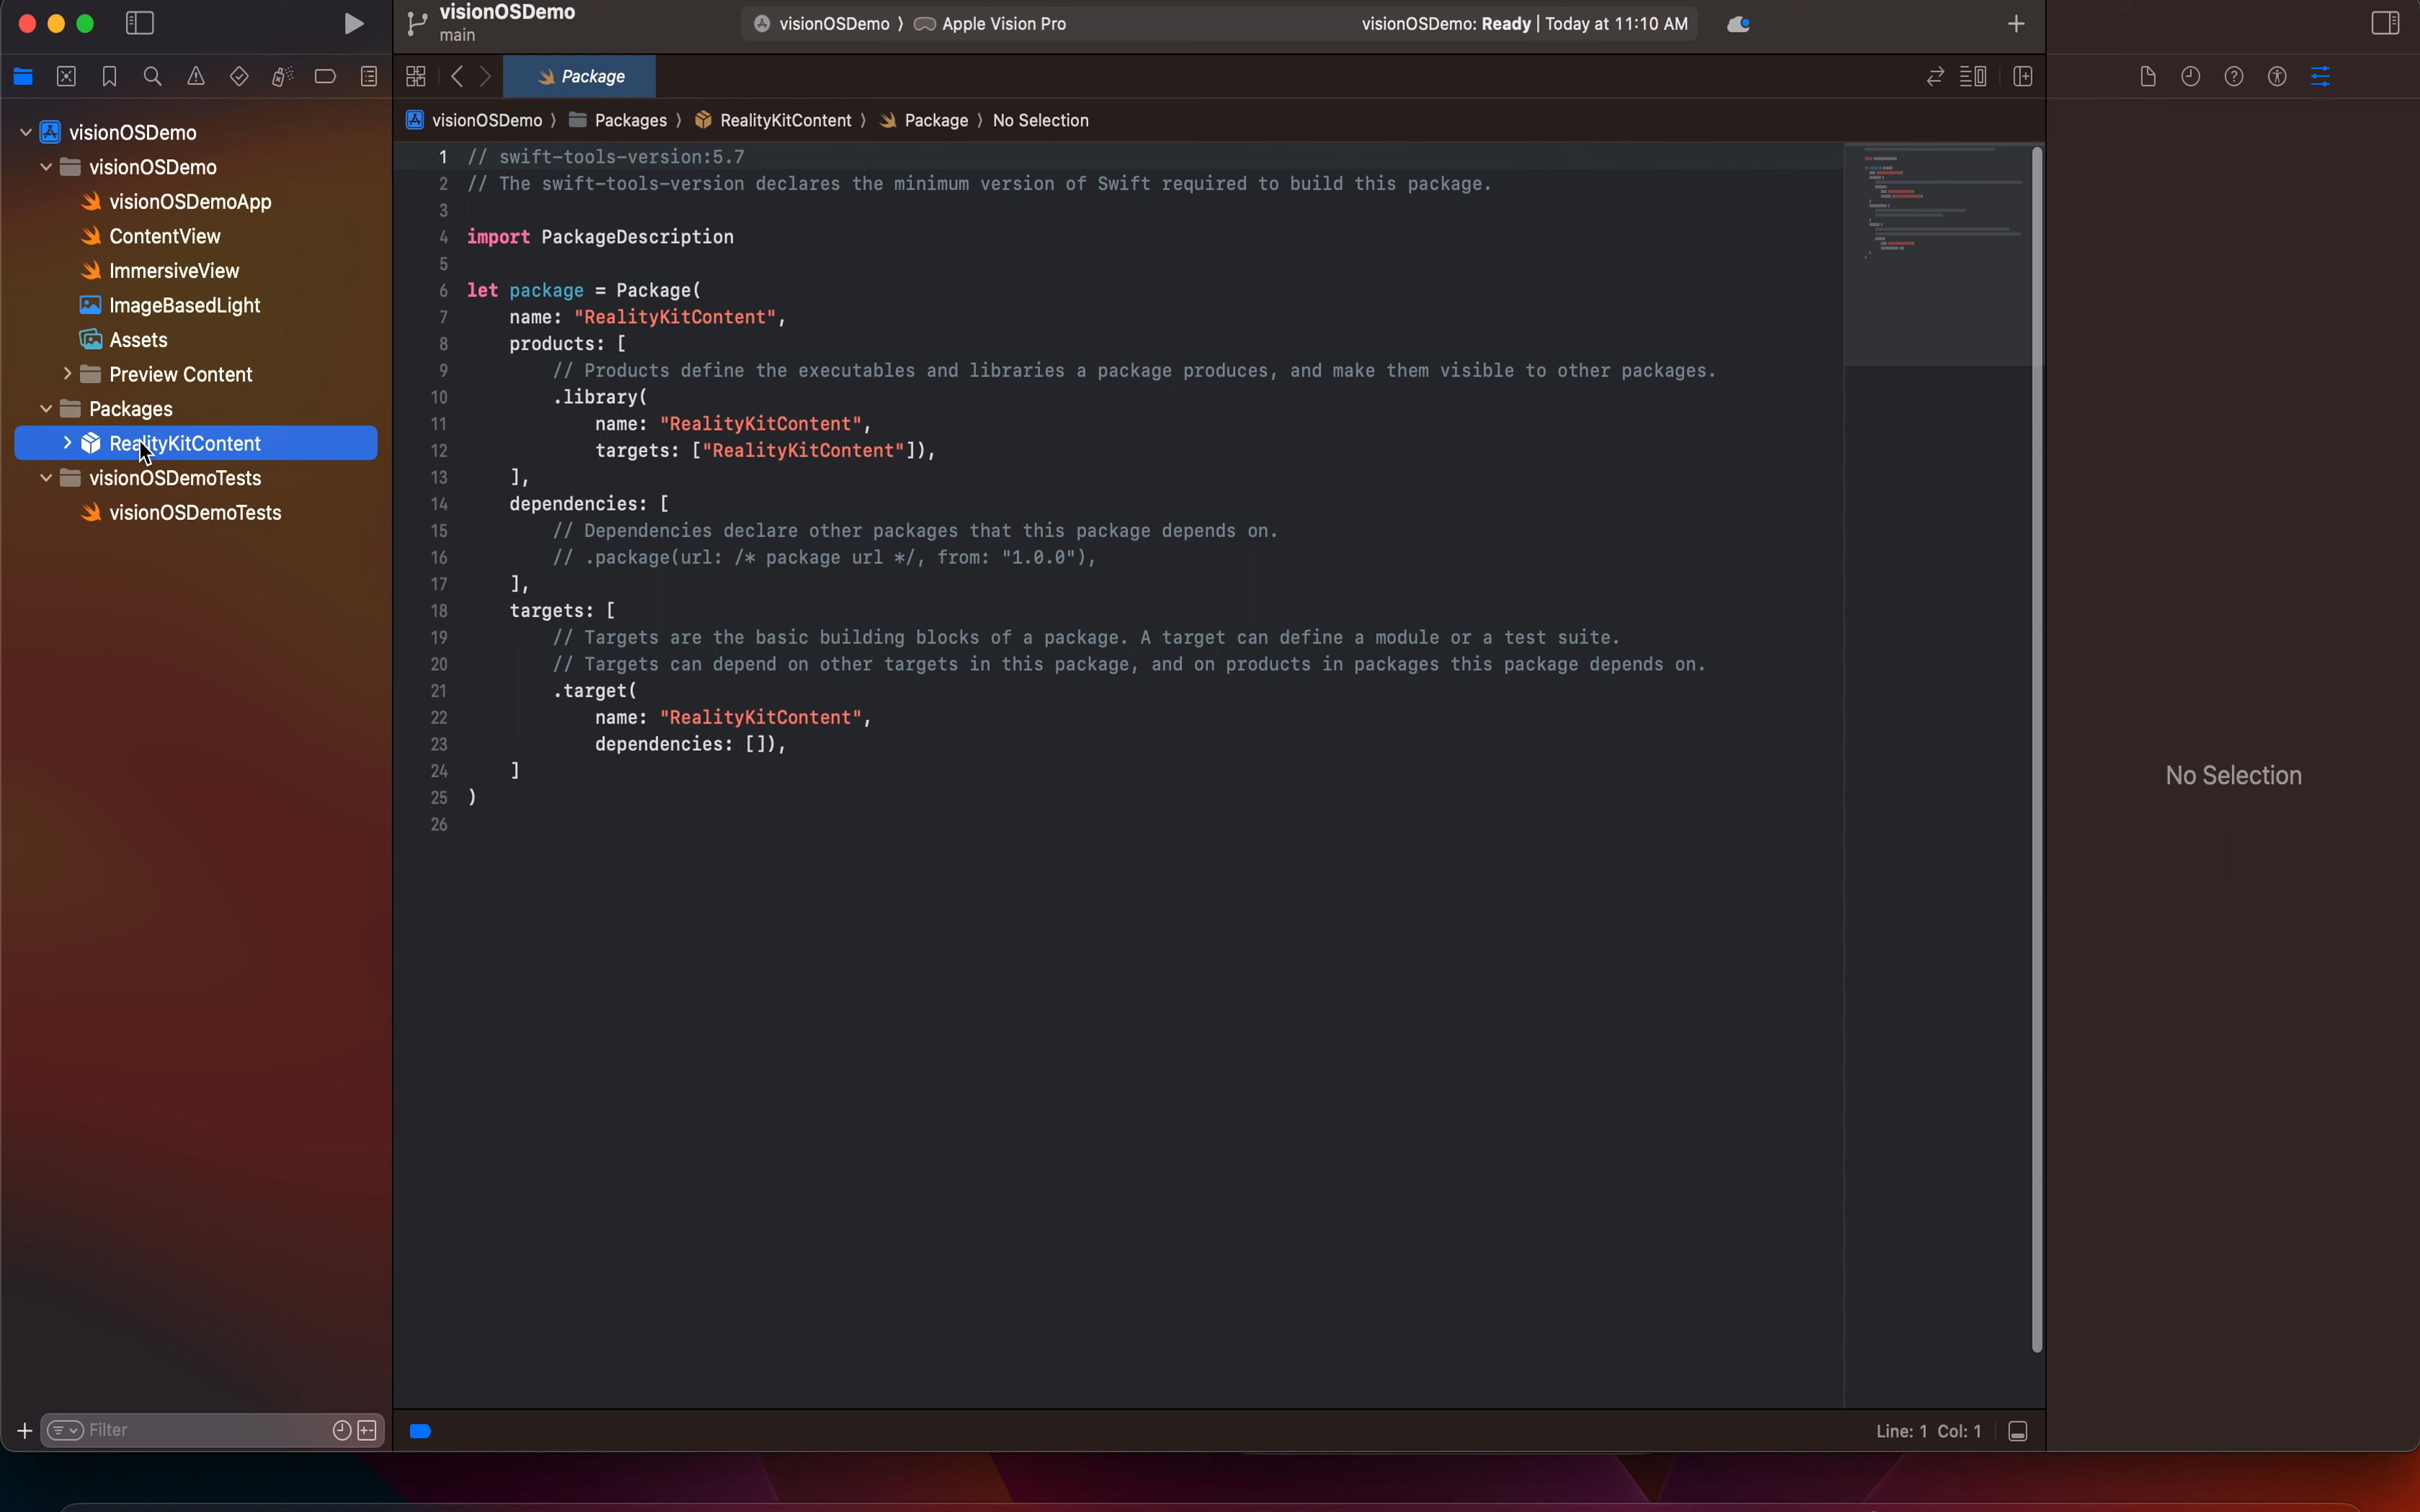 visionOSDemo
main
visionOSDemo 〉 Apple Vision Pro
visionOSDemo: Ready | Today at 11:10 AM
Package
visionOSDemo 〉 Packages 〉 RealityKitContent 〉 Package 〉 No Selection
visionOSDemo
visionOSDemo
visionOSDemoApp
ContentView
ImmersiveView
ImageBasedLight
Assets
Preview Content
Packages
RealityKitContent
visionOSDemoTests
visionOSDemoTests
Filter
1 // swift-tools-version:5.7
2 // The swift-tools-version declares the minimum version of Swift required to build this package.
3
4 import PackageDescription
5
6 let package = Package(
7     name: "RealityKitContent",
8     products: [
9         // Products define the executables and libraries a package produces, and make them visible to other packages.
10         .library(
11             name: "RealityKitContent",
12             targets: ["RealityKitContent"]),
13     ],
14     dependencies: [
15         // Dependencies declare other packages that this package depends on.
16         // .package(url: /* package url */, from: "1.0.0"),
17     ],
18     targets: [
19         // Targets are the basic building blocks of a package. A target can define a module or a test suite.
20         // Targets can depend on other targets in this package, and on products in packages this package depends on.
21         .target(
22             name: "RealityKitContent",
23             dependencies: []),
24     ]
25 )
26
No Selection
Line: 1 Col: 1